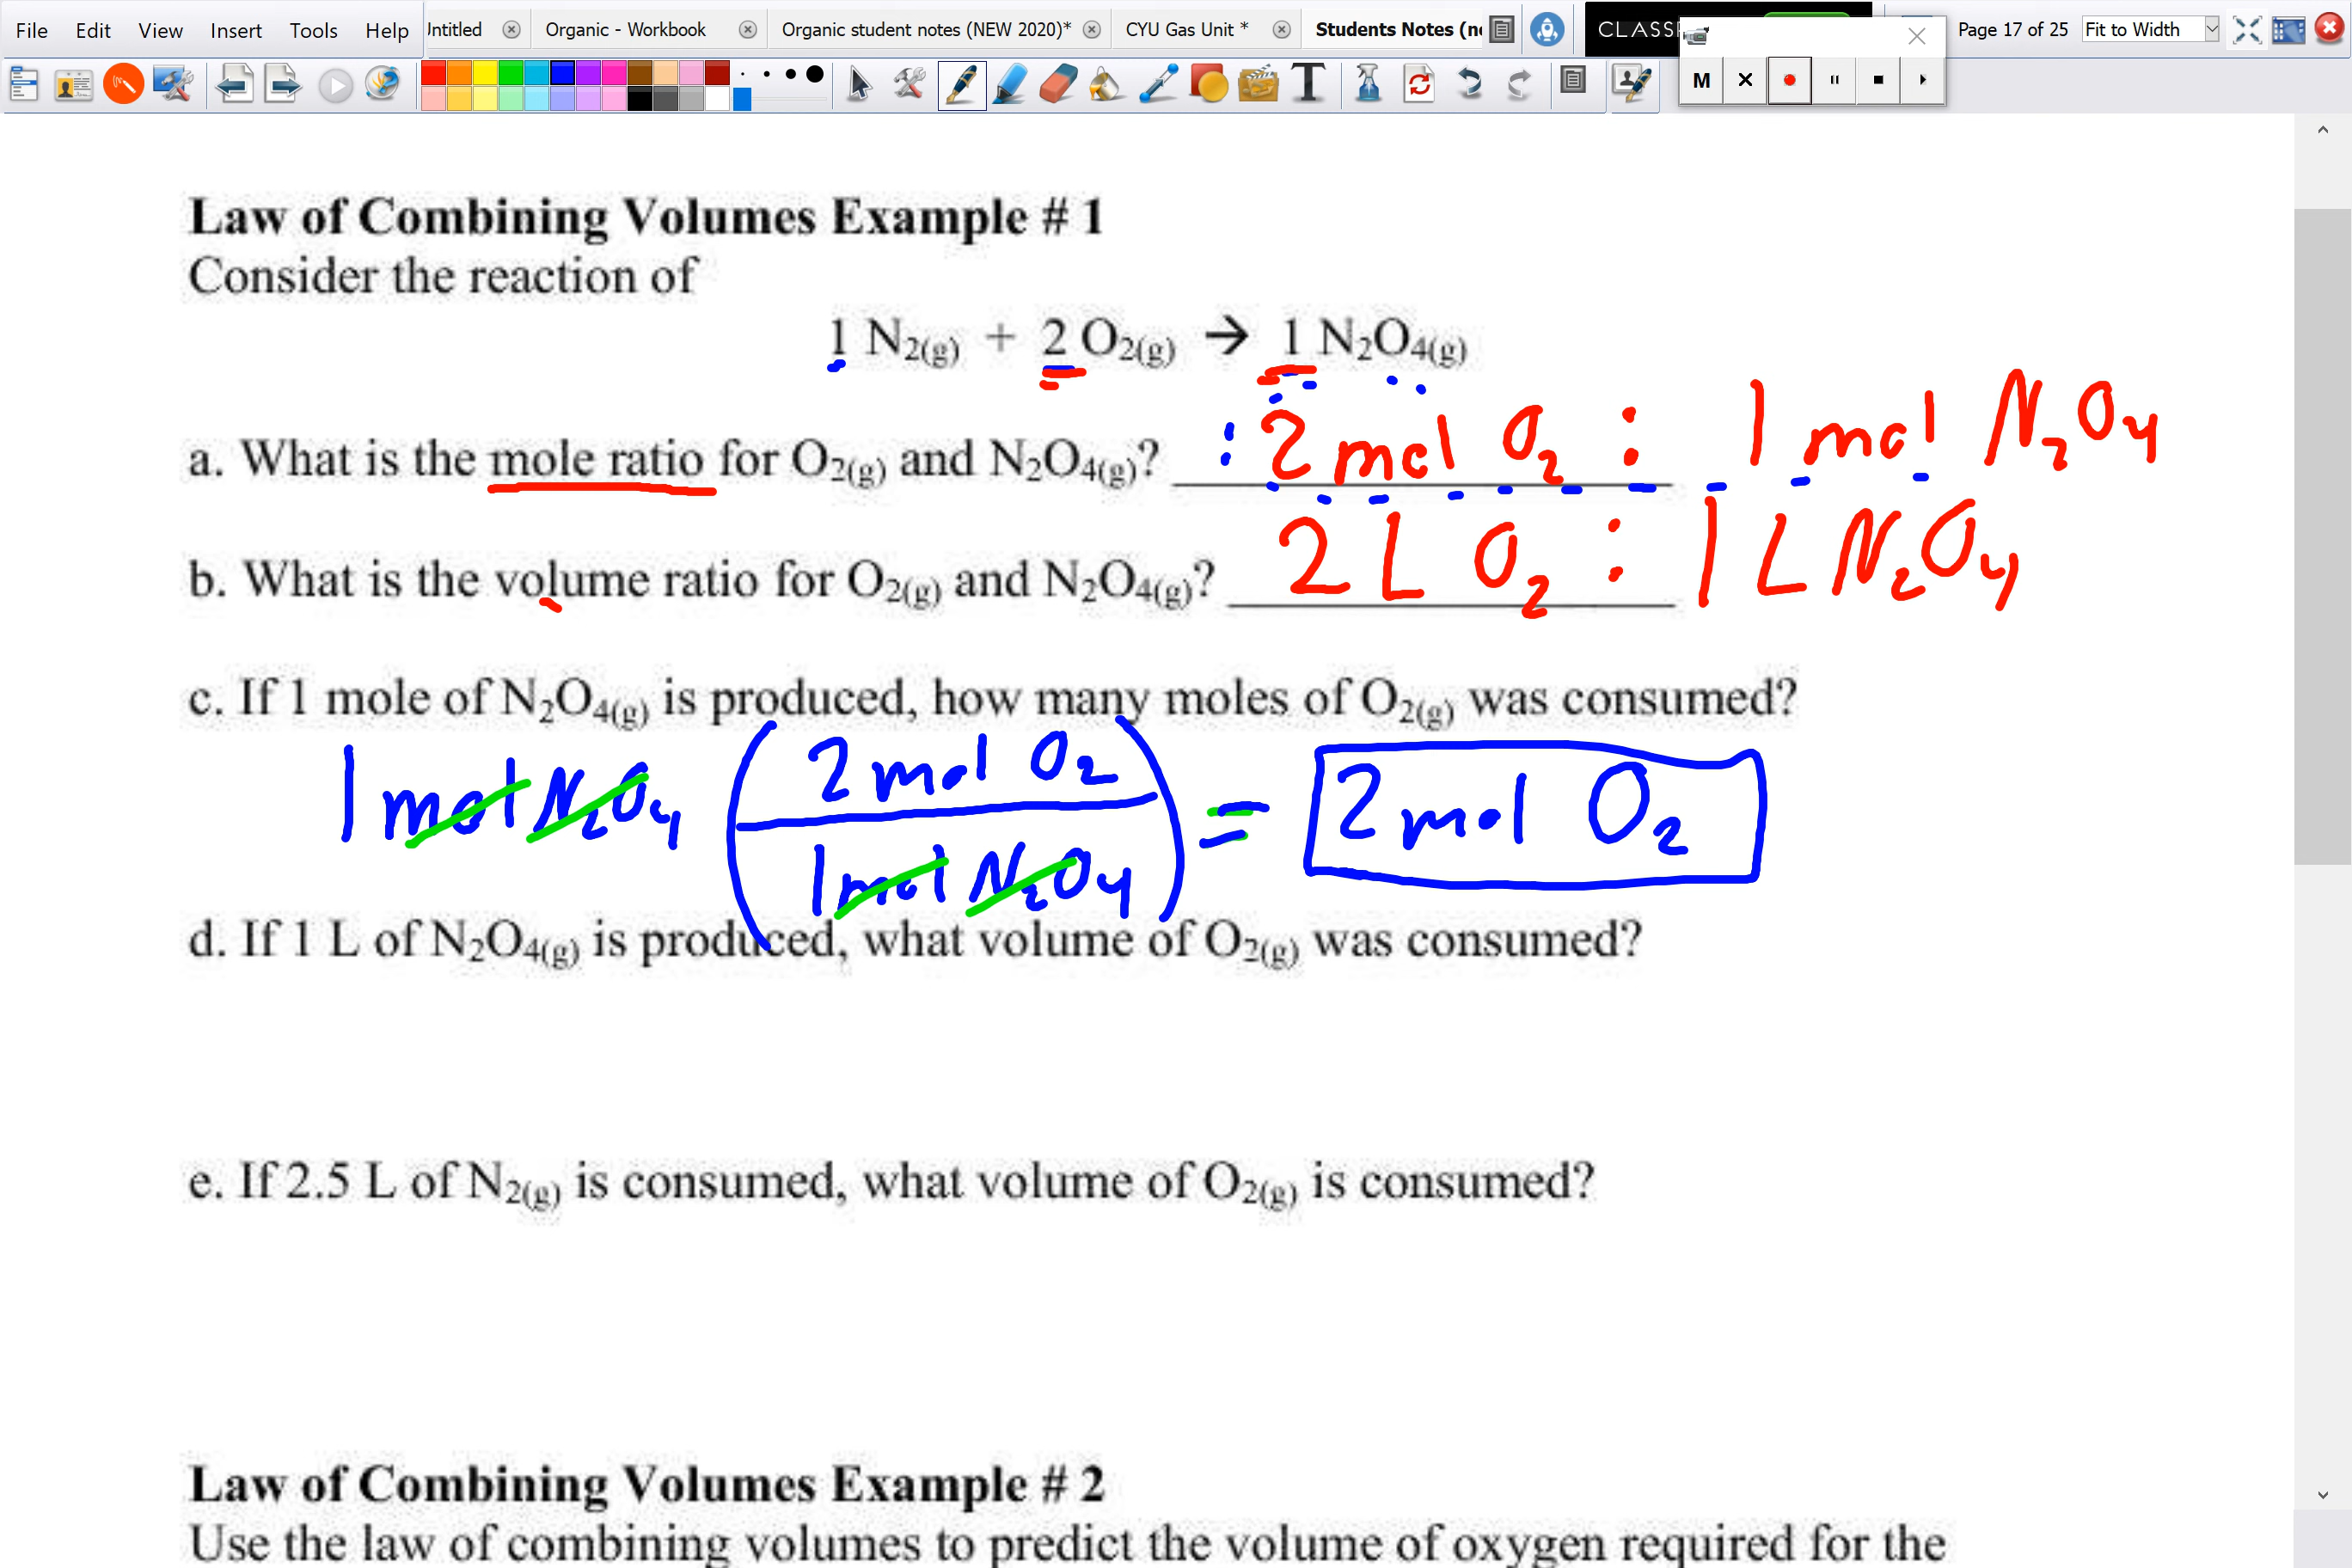 File Edit View Insert Tools Help Untitled Organic - Workbook Organic student notes (NEW 2020)* CYU Gas Unit * Students Notes (n CLASS Page 17 of 25 Fit to Width
M
T
Law of Combining Volumes Example # 1
Consider the reaction of
1 N₂(g) + 2 O₂(g) → 1 N₂O₄(g)
a. What is the mole ratio for O₂(g) and N₂O₄(g)? 2 mol O₂ : 1 mol N₂O₄
b. What is the volume ratio for O₂(g) and N₂O₄(g)? 2 L O₂ : 1 L N₂O₄
c. If 1 mole of N₂O₄(g) is produced, how many moles of O₂(g) was consumed?
1 mol N₂O₄ (2 mol O₂ / 1 mol N₂O₄) = 2 mol O₂
d. If 1 L of N₂O₄(g) is produced, what volume of O₂(g) was consumed?
e. If 2.5 L of N₂(g) is consumed, what volume of O₂(g) is consumed?
Law of Combining Volumes Example # 2
Use the law of combining volumes to predict the volume of oxygen required for the